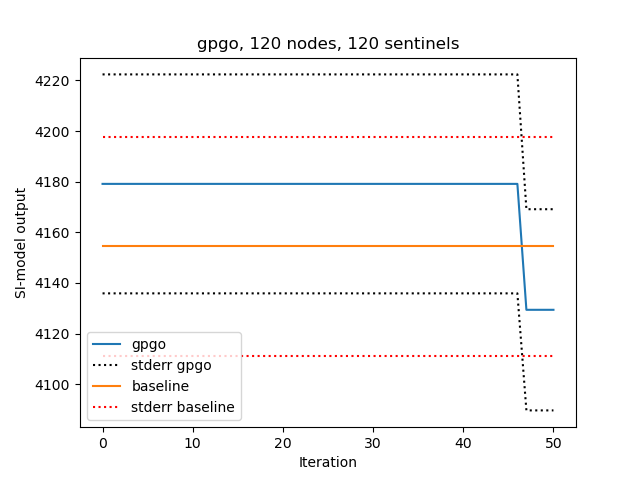 gpgo, 120 nodes, 120 sentinels
SI-model output
4220
4200
4180
4160
4140
4120
4100
gpgo
stderr gpgo
baseline
stderr baseline
0 10 20 30 40 50
Iteration